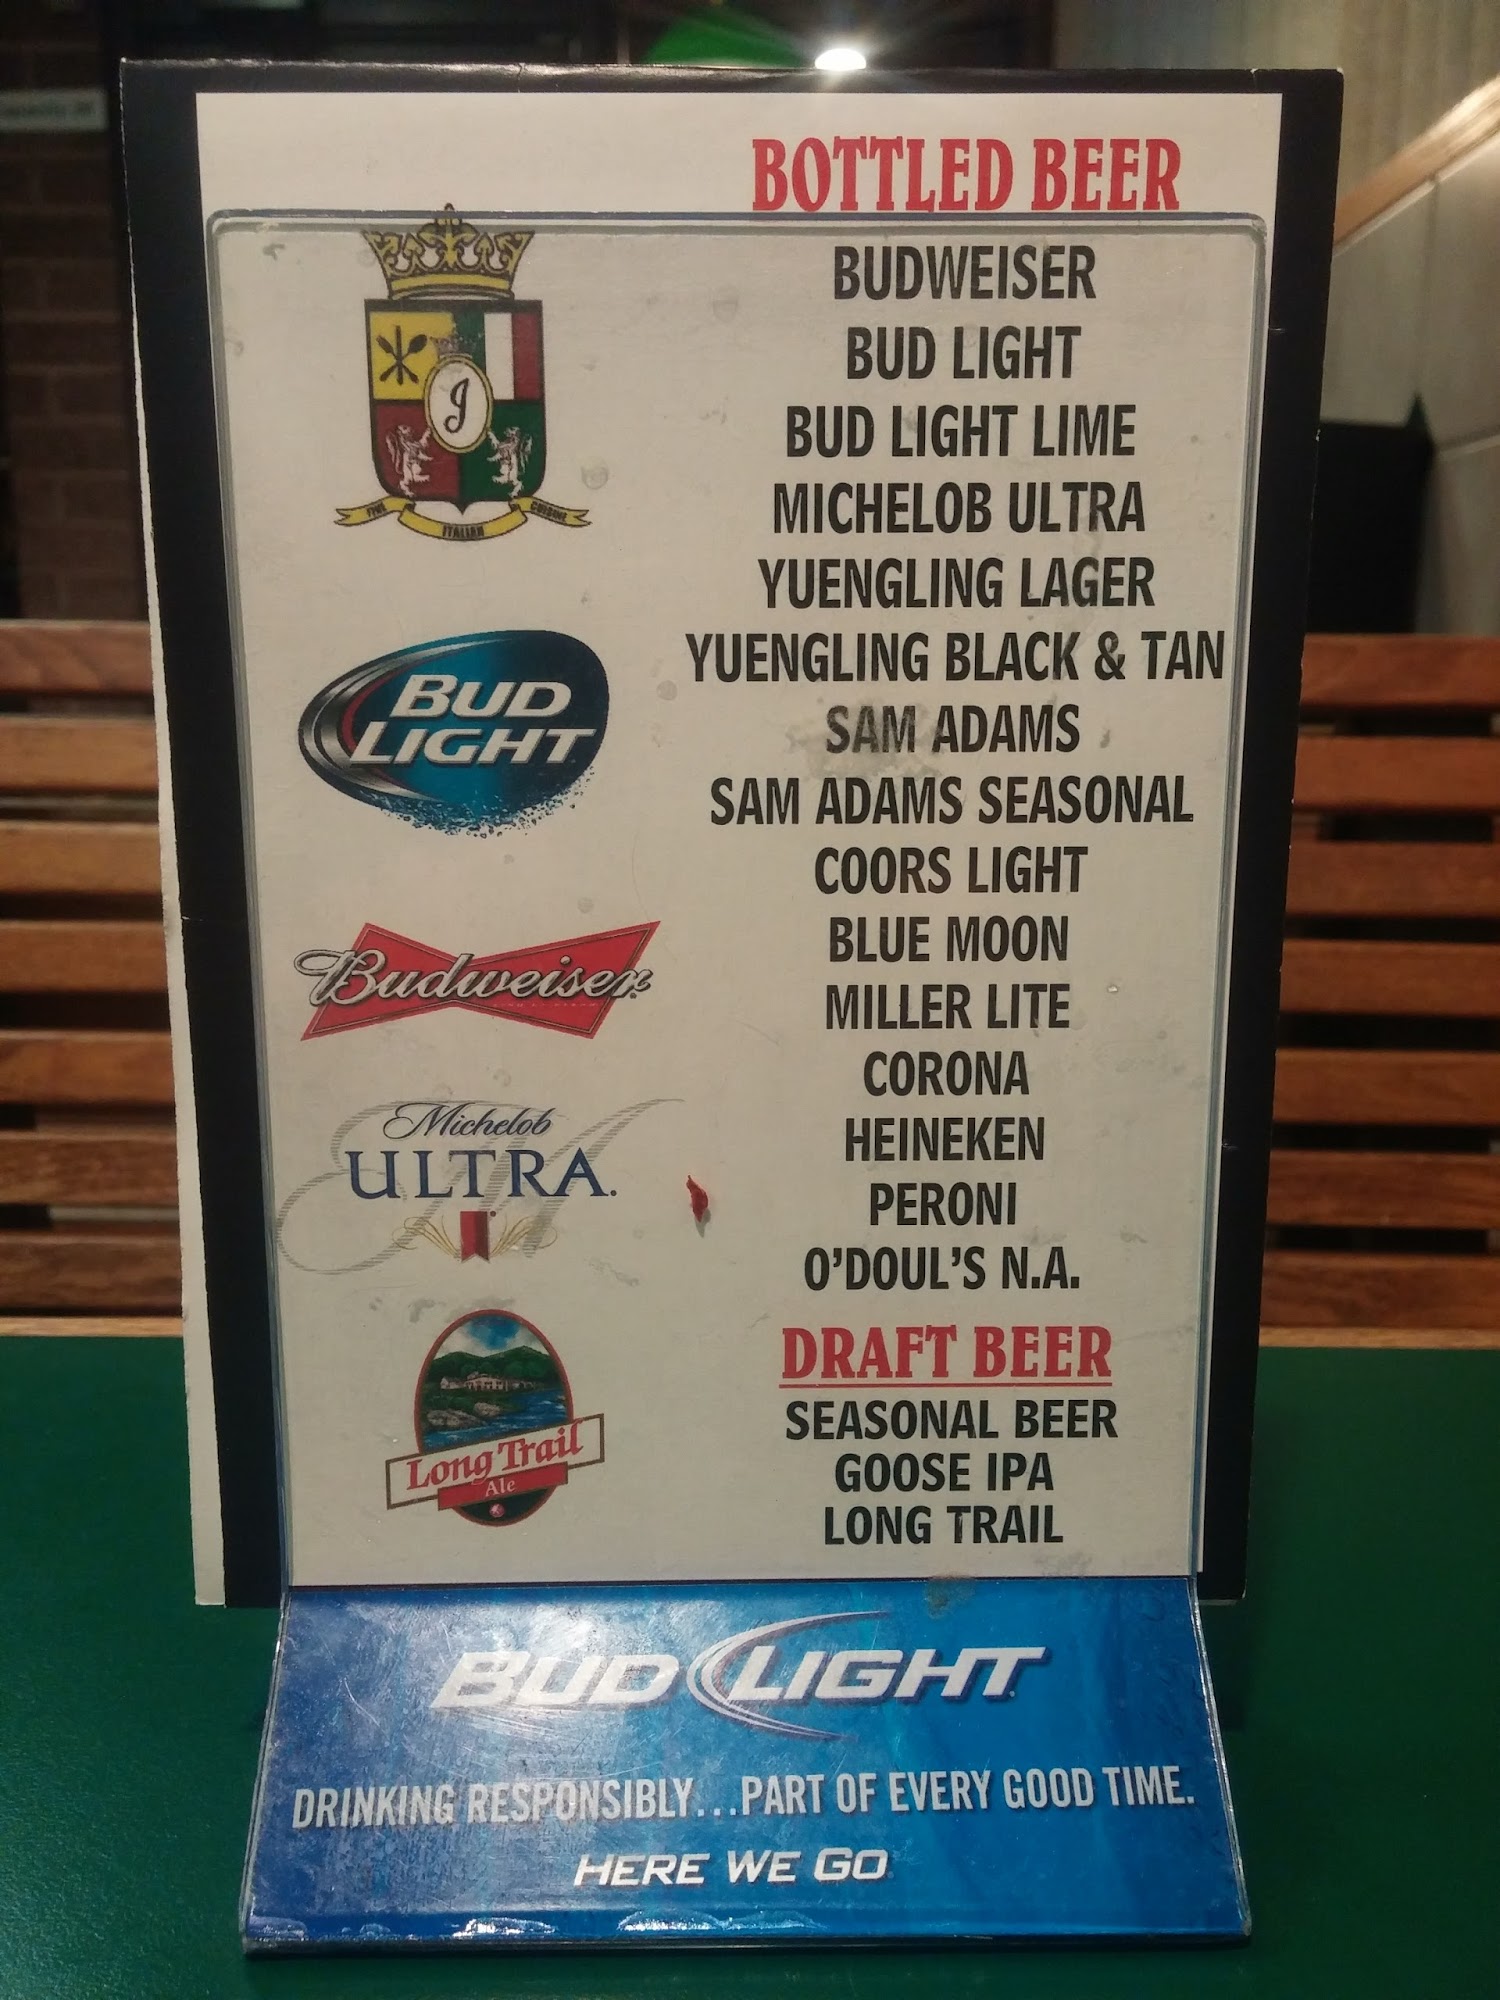 BOTTLED BEER
BUDWEISER
BUD LIGHT
BUD LIGHT LIME
MICHELOB ULTRA
YUENGLING LAGER
YUENGLING BLACK & TAN
SAM ADAMS
SAM ADAMS SEASONAL
COORS LIGHT
BLUE MOON
MILLER LITE
CORONA
HEINEKEN
PERONI
O'DOUL'S N.A.
DRAFT BEER
SEASONAL BEER
GOOSE IPA
LONG TRAIL
J
FINE ITALIAN CUISINE
BUD
LIGHT
Budweiser
Michelob
ULTRA
Long Trail
Ale
BUD LIGHT
DRINKING RESPONSIBLY...PART OF EVERY GOOD TIME.
HERE WE GO